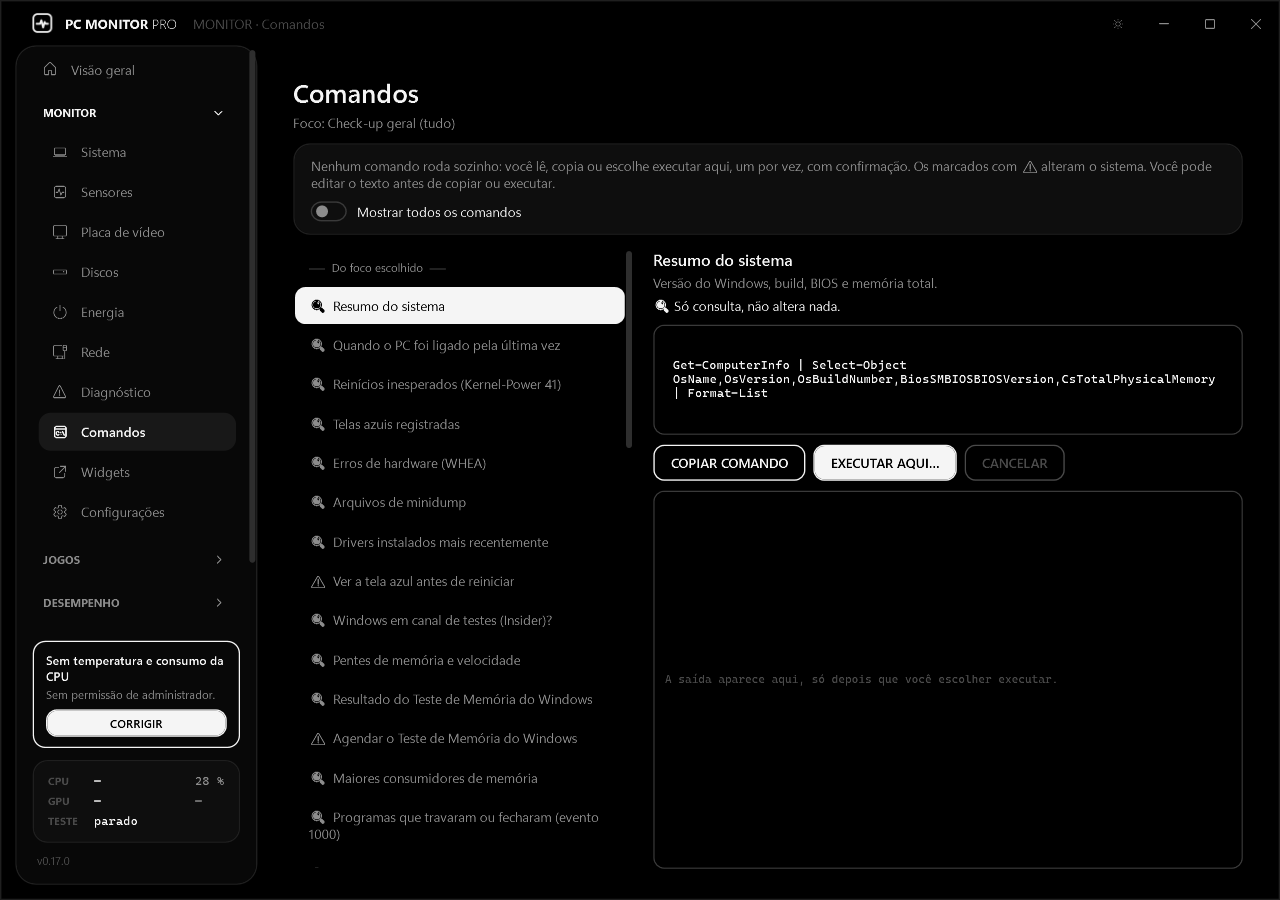 PC MONITOR PRO MONITOR · Comandos
Visão geral
MONITOR
Sistema
Sensores
Placa de vídeo
Discos
Energia
Rede
Diagnóstico
Comandos
Widgets
Configurações
JOGOS
DESEMPENHO
Sem temperatura e consumo da
CPU
Sem permissão de administrador.
CORRIGIR
CPU — 28 %
GPU — —
TESTE parado
v0.17.0
Comandos
Foco: Check-up geral (tudo)
Nenhum comando roda sozinho: você lê, copia ou escolhe executar aqui, um por vez, com confirmação. Os marcados com ⚠ alteram o sistema. Você pode
editar o texto antes de copiar ou executar.
Mostrar todos os comandos
— Do foco escolhido —
Resumo do sistema
Quando o PC foi ligado pela última vez
Reinícios inesperados (Kernel-Power 41)
Telas azuis registradas
Erros de hardware (WHEA)
Arquivos de minidump
Drivers instalados mais recentemente
Ver a tela azul antes de reiniciar
Windows em canal de testes (Insider)?
Pentes de memória e velocidade
Resultado do Teste de Memória do Windows
Agendar o Teste de Memória do Windows
Maiores consumidores de memória
Programas que travaram ou fecharam (evento
1000)
Resumo do sistema
Versão do Windows, build, BIOS e memória total.
Só consulta, não altera nada.
Get-ComputerInfo | Select-Object
OsName,OsVersion,OsBuildNumber,BiosSMBIOSBIOSVersion,CsTotalPhysicalMemory
| Format-List
COPIAR COMANDO
EXECUTAR AQUI...
CANCELAR
A saída aparece aqui, só depois que você escolher executar.